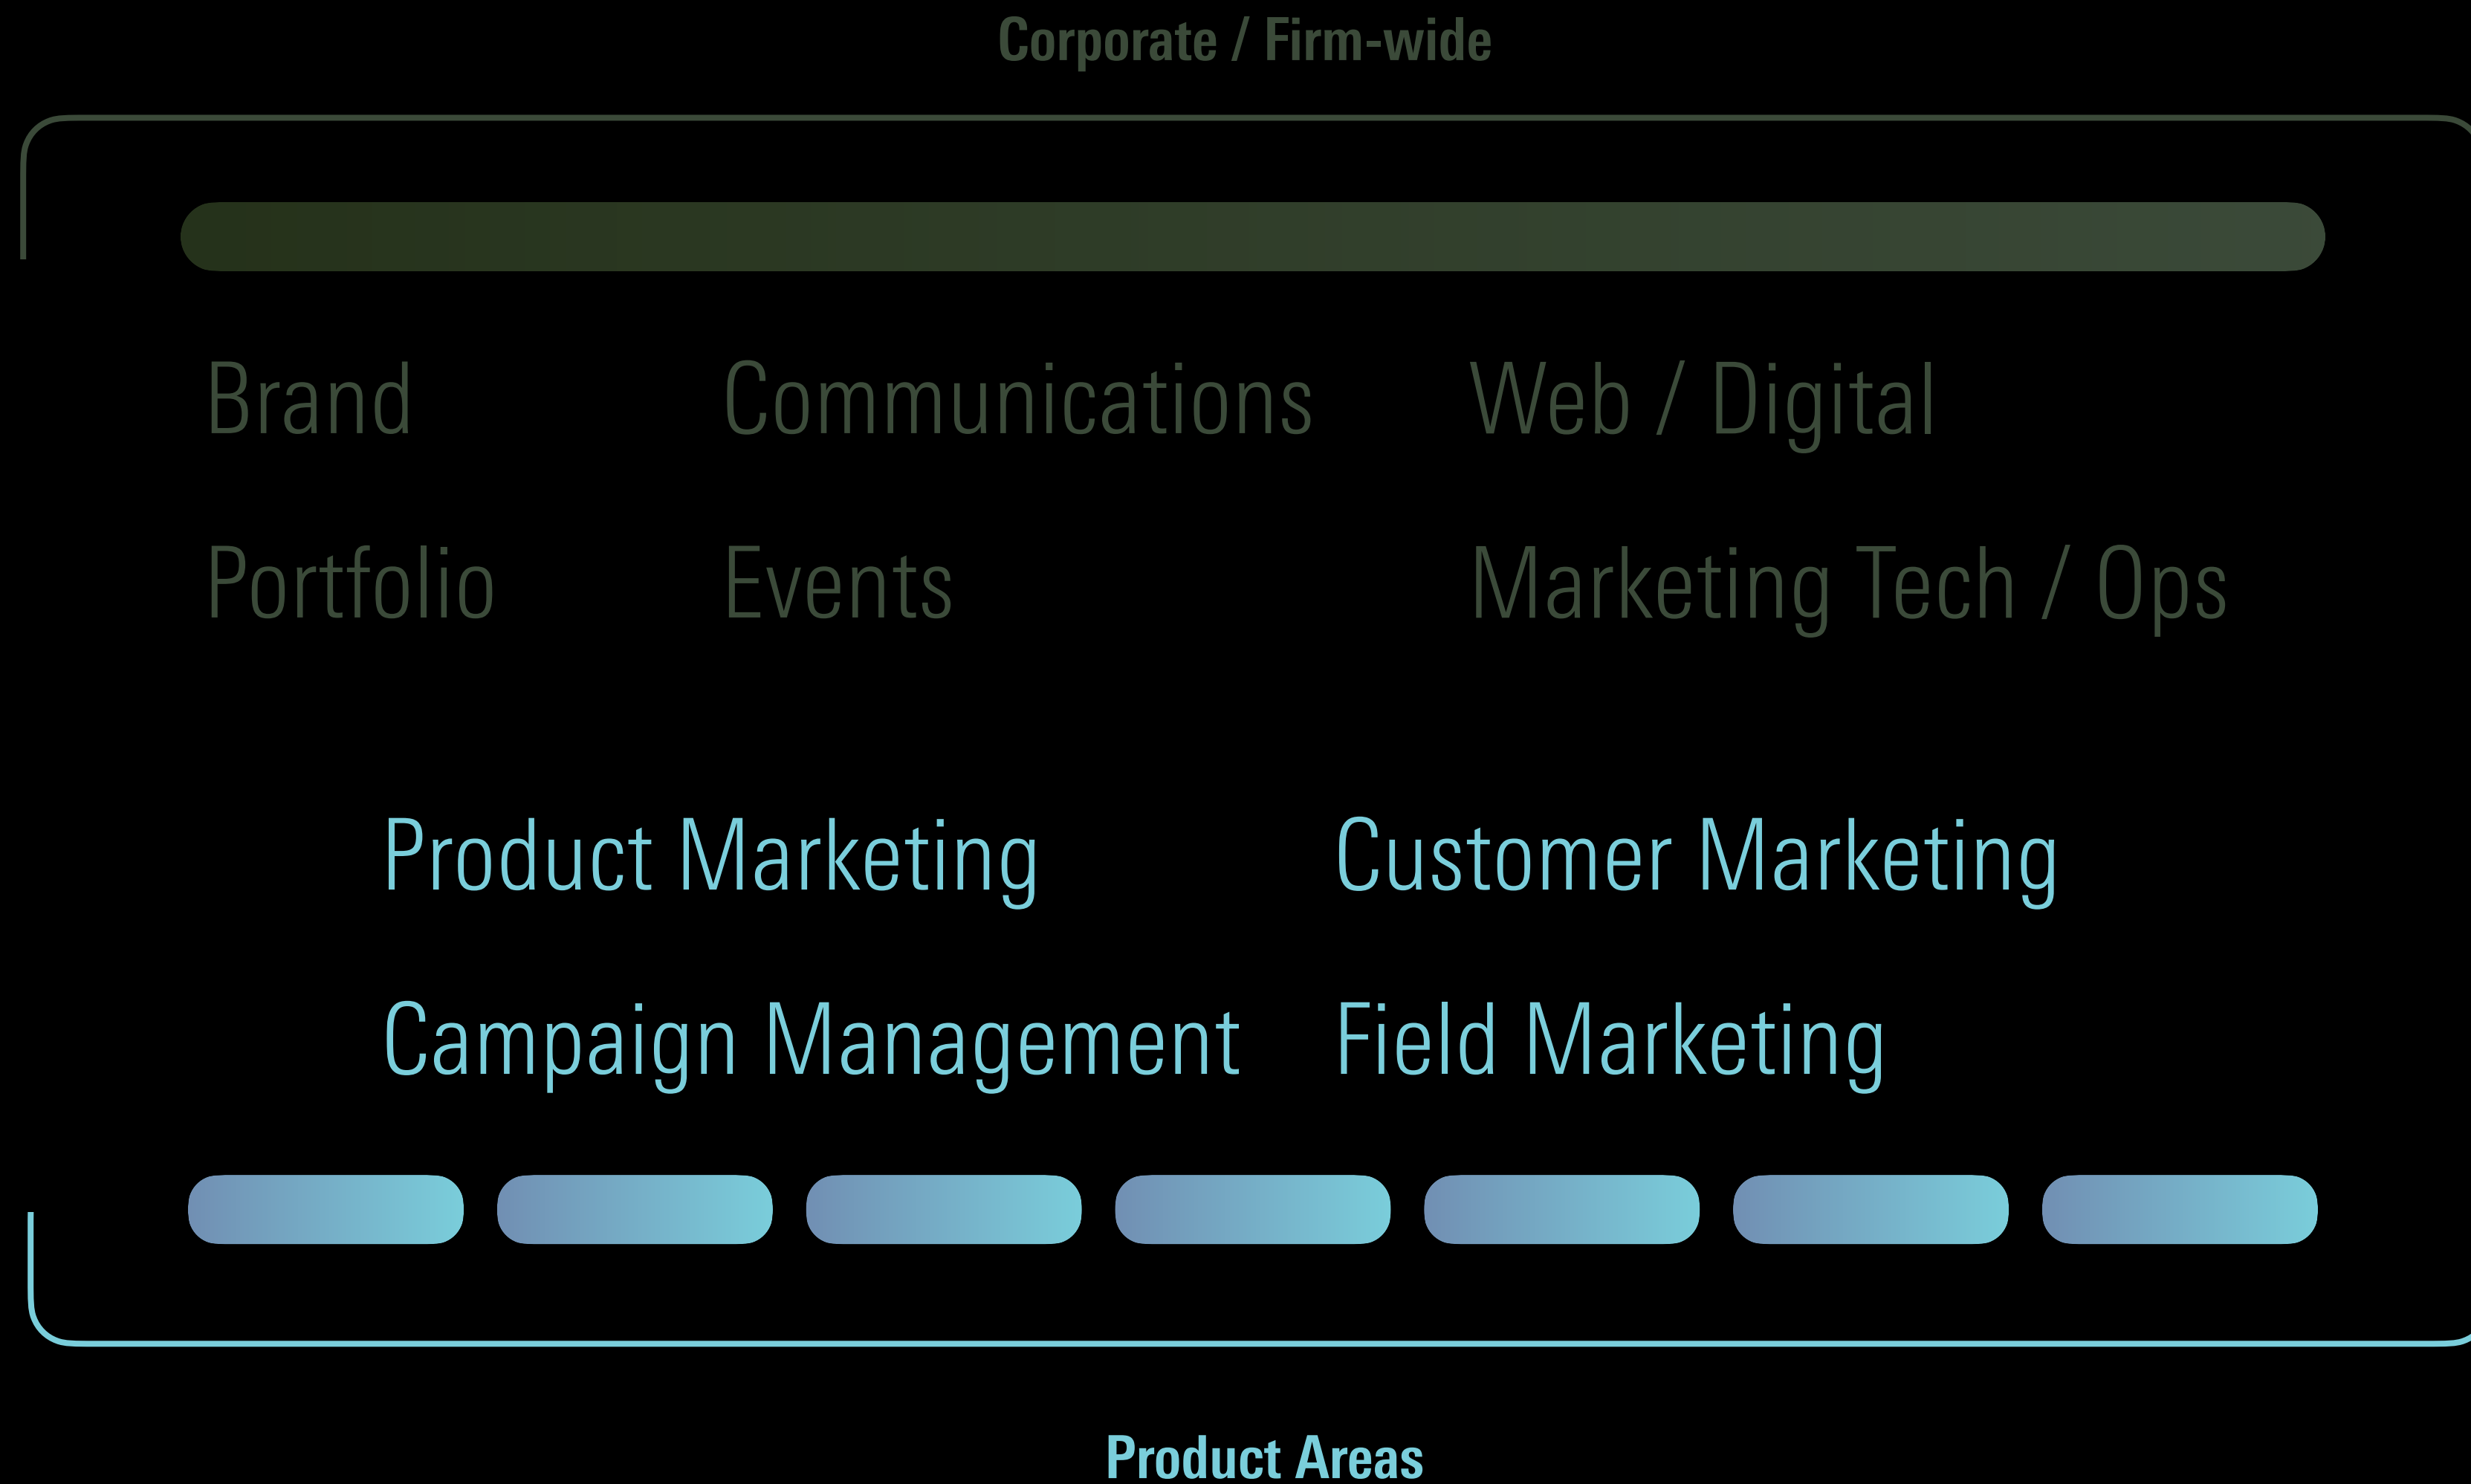 Corporate / Firm-wide
Brand Communications Web / Digital
Portfolio Events Marketing Tech / Ops
Product Marketing Customer Marketing
Campaign Management Field Marketing
Product Areas